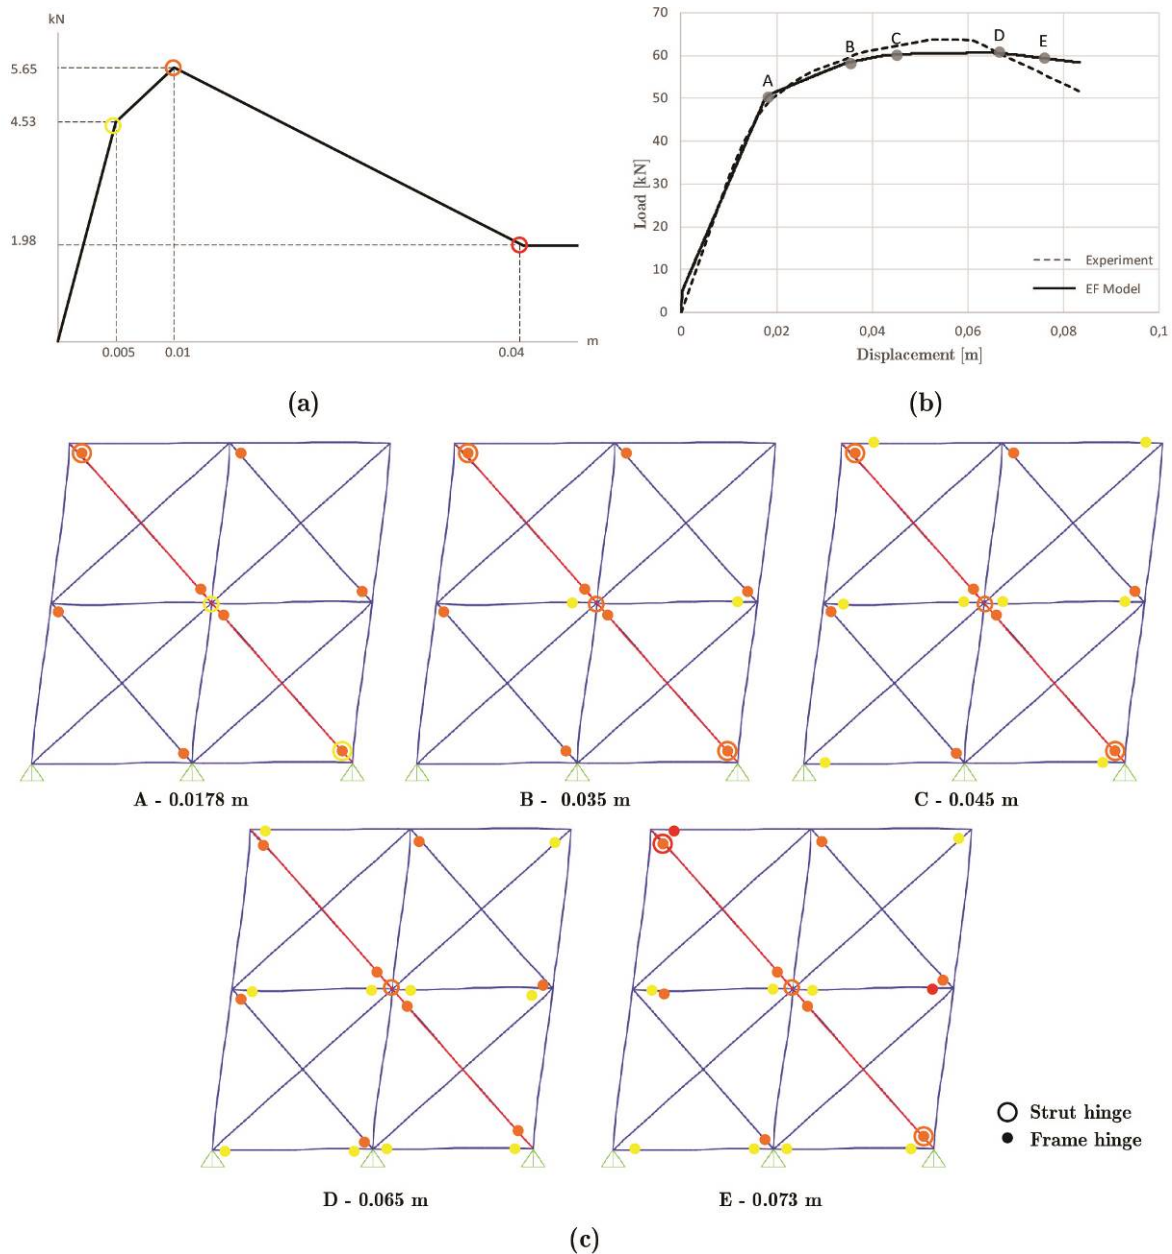 kN
5.65
4.53
1.98
0.005
0.01
0.04
m
(a)
70
60
50
40
30
20
10
0
Load [kN]
A
B
C
D
E
Experiment
EF Model
0
0,02
0,04
0,06
0,08
0,1
Displacement [m]
(b)
A - 0.0178 m
B - 0.035 m
C - 0.045 m
D - 0.065 m
E - 0.073 m
Strut hinge
Frame hinge
(c)